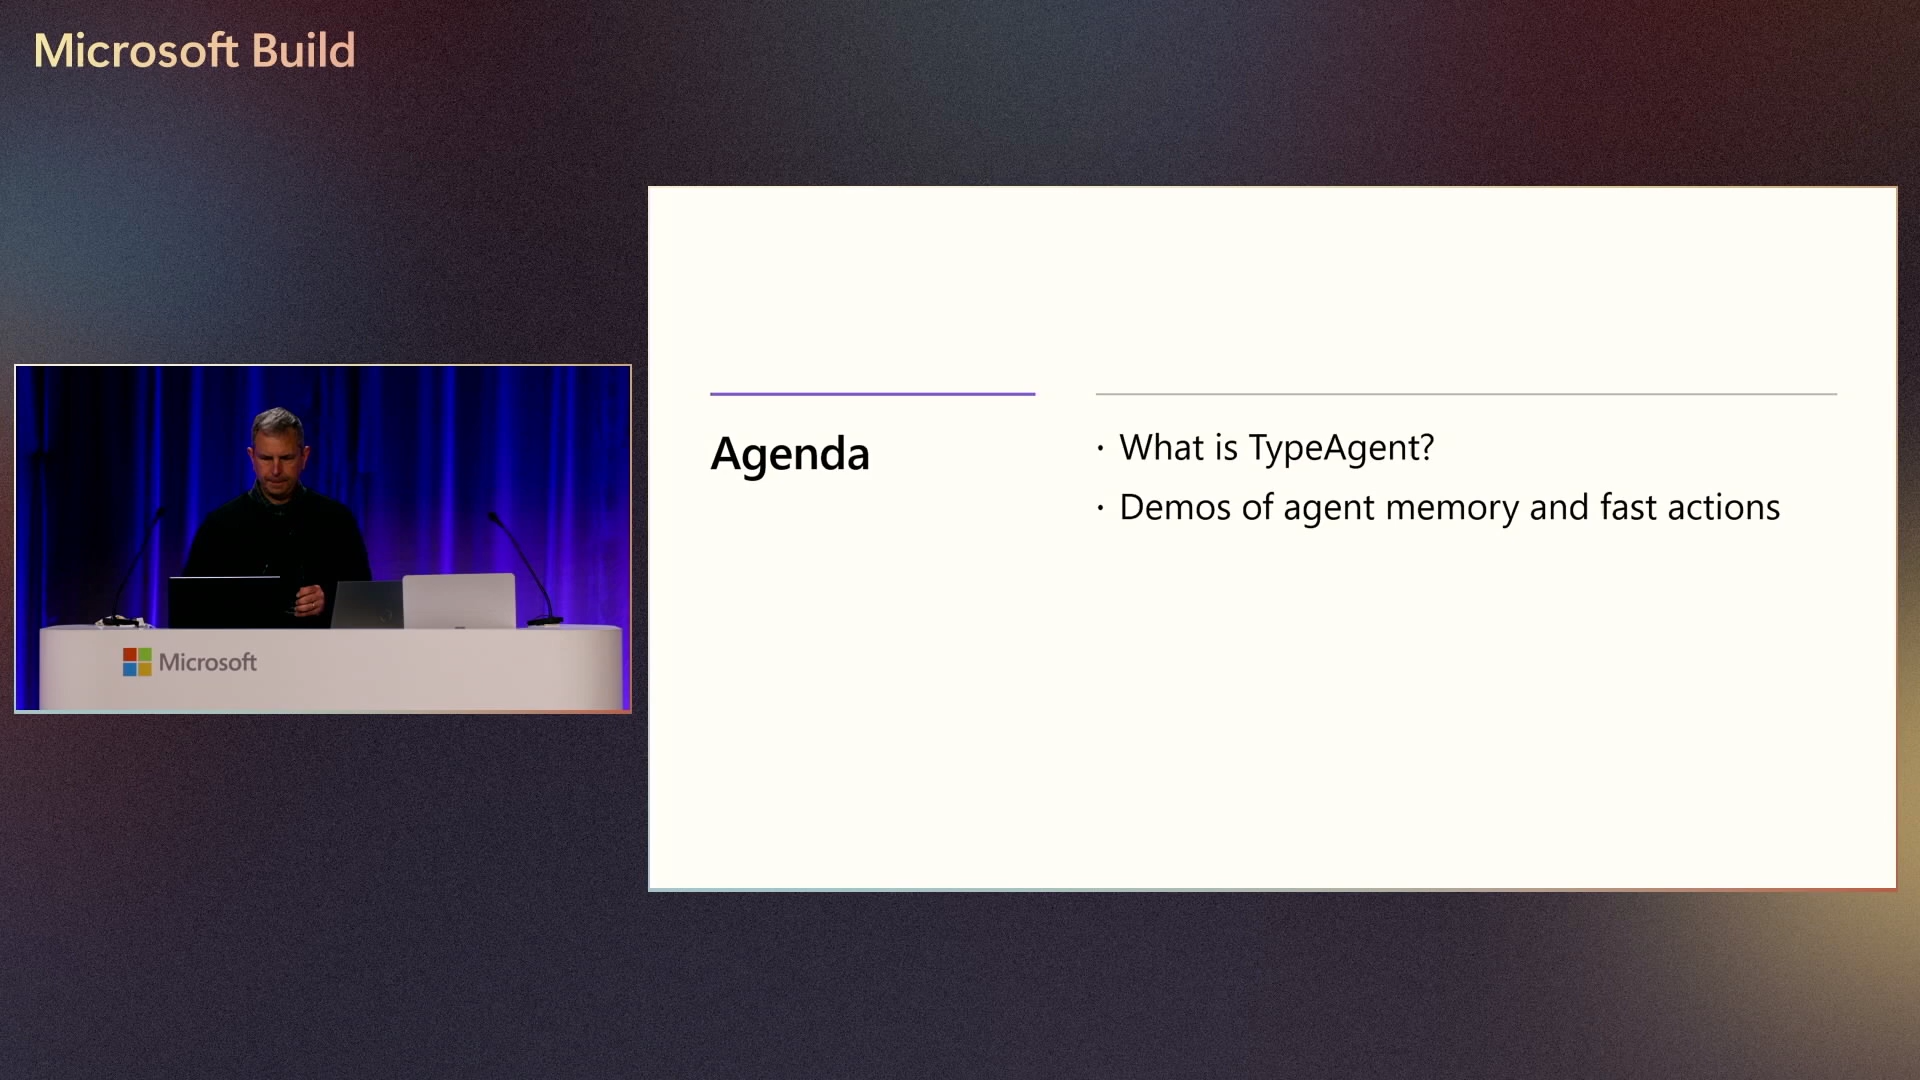 Microsoft Build
Agenda
· What is TypeAgent?
· Demos of agent memory and fast actions
Microsoft